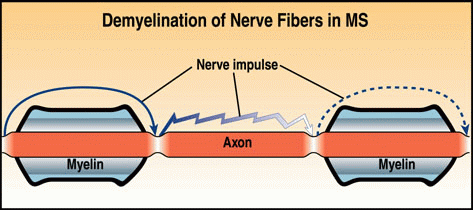 Demyelination of Nerve Fibers in MS
Nerve impulse
Axon
Myelin
Myelin